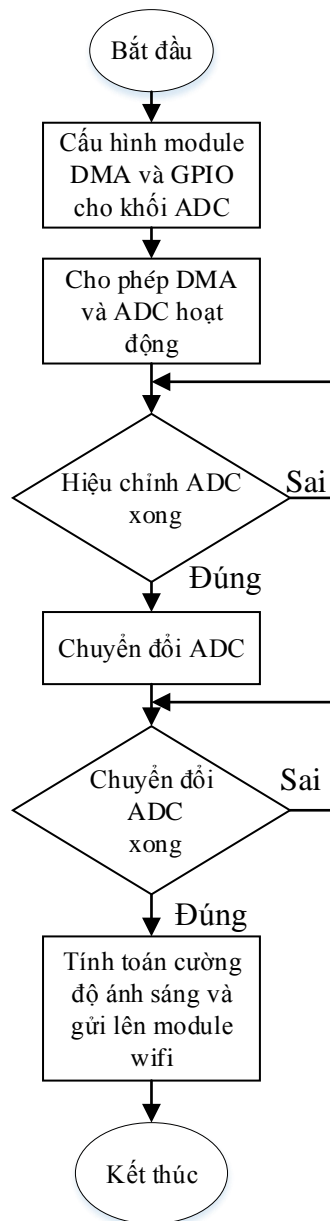 Bắt đầu
Cấu hình module
DMA và GPIO
cho khối ADC
Cho phép DMA
và ADC hoạt
động
Hiệu chỉnh ADC
xong
Sai
Đúng
Chuyển đổi ADC
Chuyển đổi
ADC
xong
Sai
Đúng
Tính toán cường
độ ánh sáng và
gửi lên module
wifi
Kết thúc